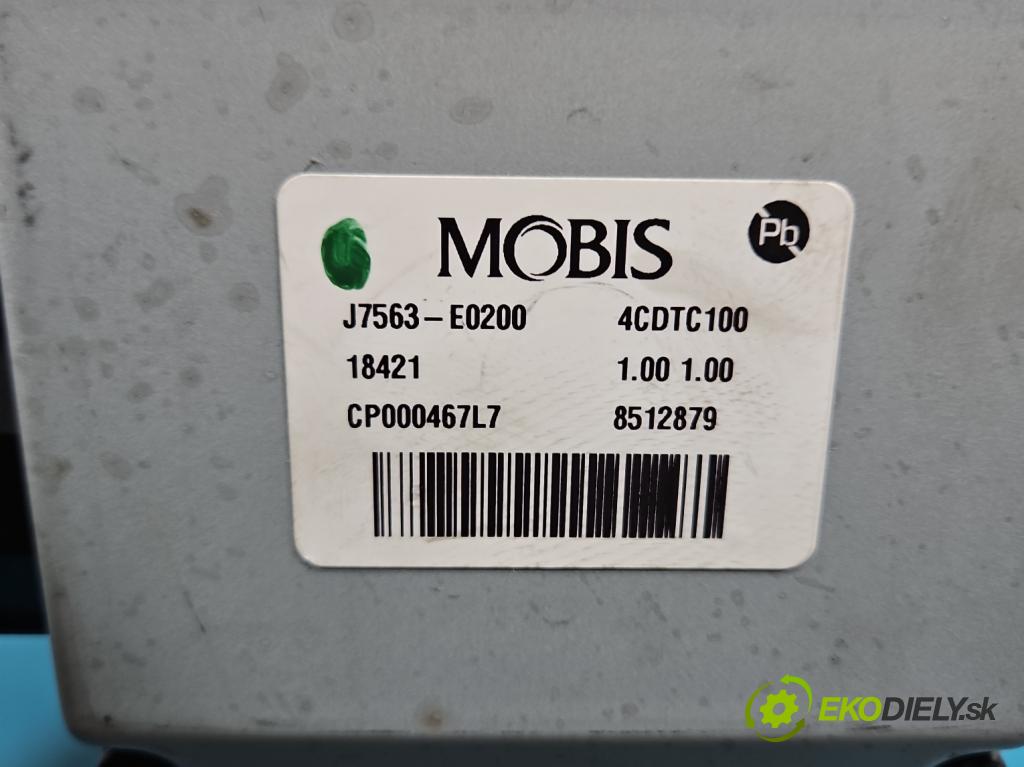 MOBIS
Pb
J7563-E0200 4CDTC100
18421 1.00 1.00
CP000467L7 8512879
EKODIELY.sk